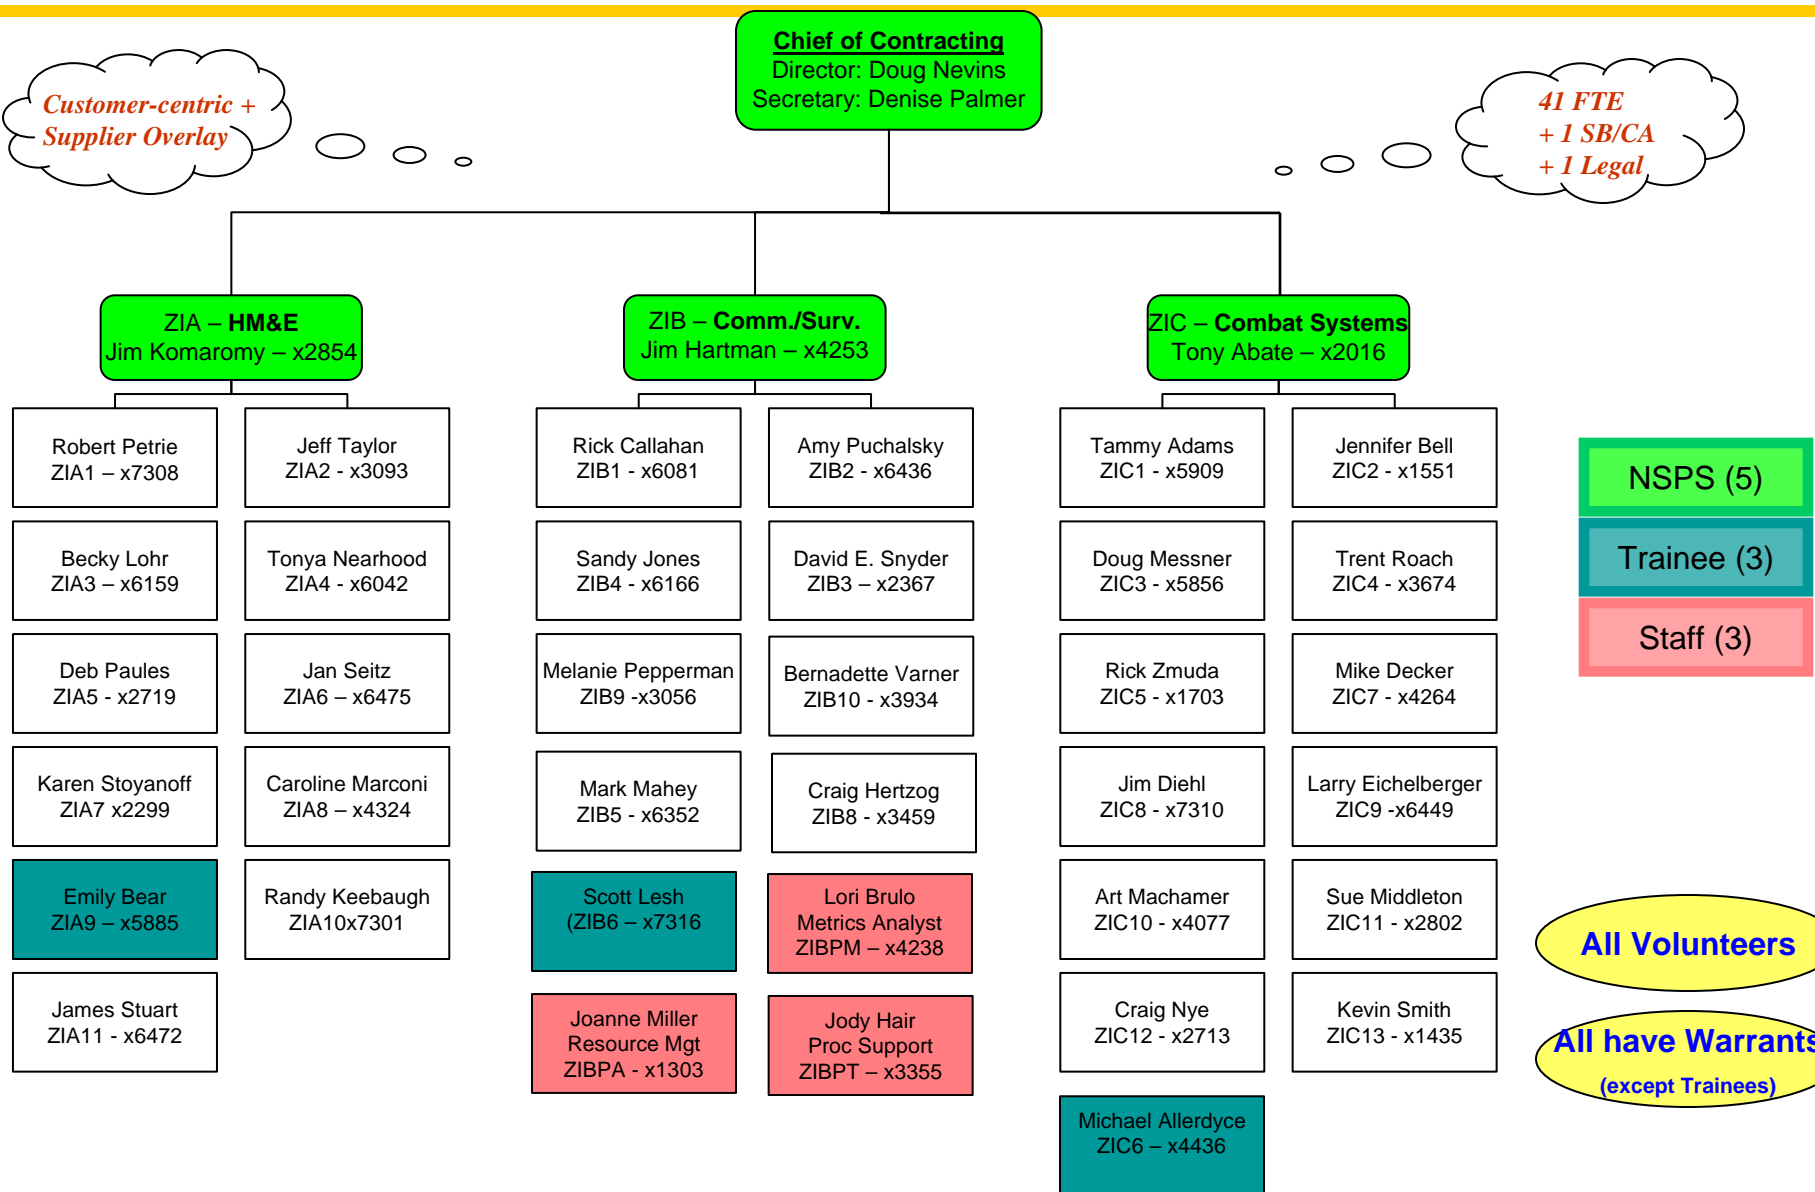 Chief of Contracting
Director: Doug Nevins
Secretary: Denise Palmer
Customer-centric +
Supplier Overlay
41 FTE
+ 1 SB/CA
+ 1 Legal
ZIA – HM&E
Jim Komaromy – x2854
ZIB – Comm./Surv.
Jim Hartman – x4253
ZIC – Combat Systems
Tony Abate – x2016
Robert Petrie
ZIA1 – x7308
Jeff Taylor
ZIA2 - x3093
Becky Lohr
ZIA3 – x6159
Tonya Nearhood
ZIA4 - x6042
Deb Paules
ZIA5 - x2719
Jan Seitz
ZIA6 – x6475
Karen Stoyanoff
ZIA7 x2299
Caroline Marconi
ZIA8 – x4324
Emily Bear
ZIA9 – x5885
Randy Keebaugh
ZIA10x7301
James Stuart
ZIA11 - x6472
Rick Callahan
ZIB1 - x6081
Amy Puchalsky
ZIB2 - x6436
Sandy Jones
ZIB4 - x6166
David E. Snyder
ZIB3 – x2367
Melanie Pepperman
ZIB9 -x3056
Bernadette Varner
ZIB10 - x3934
Mark Mahey
ZIB5 - x6352
Craig Hertzog
ZIB8 - x3459
Scott Lesh
(ZIB6 – x7316
Lori Brulo
Metrics Analyst
ZIBPM – x4238
Joanne Miller
Resource Mgt
ZIBPA - x1303
Jody Hair
Proc Support
ZIBPT – x3355
Tammy Adams
ZIC1 - x5909
Jennifer Bell
ZIC2 - x1551
Doug Messner
ZIC3 - x5856
Trent Roach
ZIC4 - x3674
Rick Zmuda
ZIC5 - x1703
Mike Decker
ZIC7 - x4264
Jim Diehl
ZIC8 - x7310
Larry Eichelberger
ZIC9 -x6449
Art Machamer
ZIC10 - x4077
Sue Middleton
ZIC11 - x2802
Craig Nye
ZIC12 - x2713
Kevin Smith
ZIC13 - x1435
Michael Allerdyce
ZIC6 – x4436
NSPS (5)
Trainee (3)
Staff (3)
All Volunteers
All have Warrants
(except Trainees)